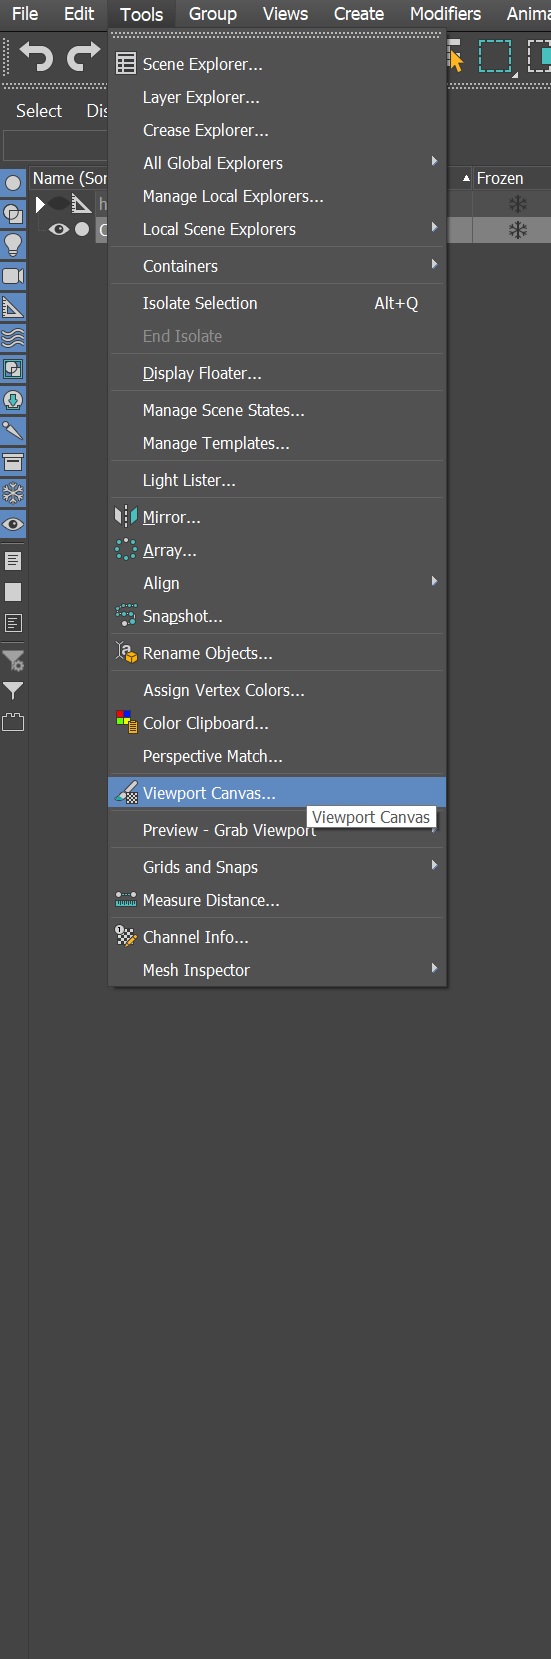 File Edit Tools Group Views Create Modifiers
Scene Explorer...
Select
Layer Explorer...
Crease Explorer...
All Global Explorers
Name Frozen
Manage Local Explorers...
Local Scene Explorers
Containers
Isolate Selection Alt+Q
End Isolate
Display Floater...
Manage Scene States...
Manage Templates...
Light Lister...
Mirror...
Array...
Align
Snapshot...
Rename Objects...
Assign Vertex Colors...
Color Clipboard...
Perspective Match...
Viewport Canvas...
Viewport Canvas
Preview - Grab Viewport
Grids and Snaps
Measure Distance...
Channel Info...
Mesh Inspector